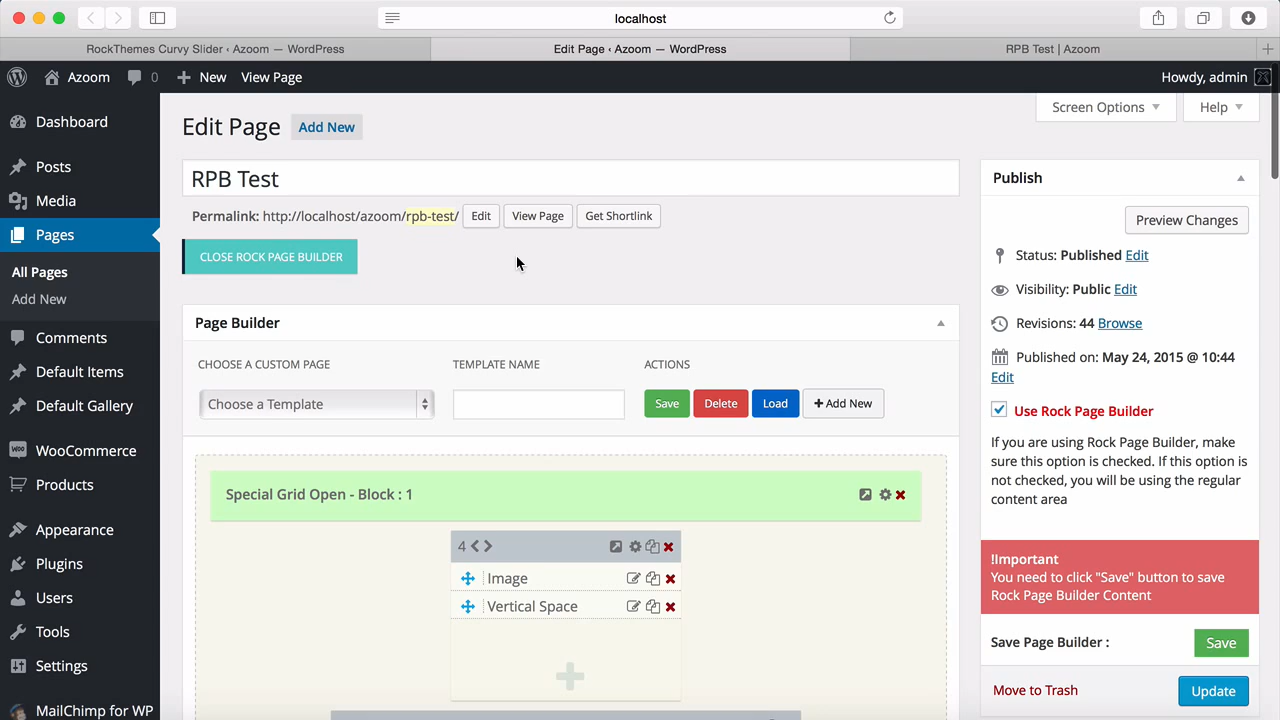 localhost
RockThemes Curvy Slider ‹ Azoom — WordPress
Edit Page ‹ Azoom — WordPress
RPB Test | Azoom
Azoom
0
New
View Page
Howdy, admin
Dashboard
Posts
Media
Pages
All Pages
Add New
Comments
Default Items
Default Gallery
WooCommerce
Products
Appearance
Plugins
Users
Tools
Settings
MailChimp for WP
Screen Options
Help
Edit Page
Add New
RPB Test
Permalink: http://localhost/azoom/rpb-test/
Edit
View Page
Get Shortlink
CLOSE ROCK PAGE BUILDER
Page Builder
CHOOSE A CUSTOM PAGE
TEMPLATE NAME
ACTIONS
Choose a Template
Save
Delete
Load
Add New
Special Grid Open - Block : 1
4
Image
Vertical Space
Publish
Preview Changes
Status: Published Edit
Visibility: Public Edit
Revisions: 44 Browse
Published on: May 24, 2015 @ 10:44
Edit
Use Rock Page Builder
If you are using Rock Page Builder, make
sure this option is checked. If this option is
not checked, you will be using the regular
content area
!Important
You need to click "Save" button to save
Rock Page Builder Content
Save Page Builder :
Save
Move to Trash
Update